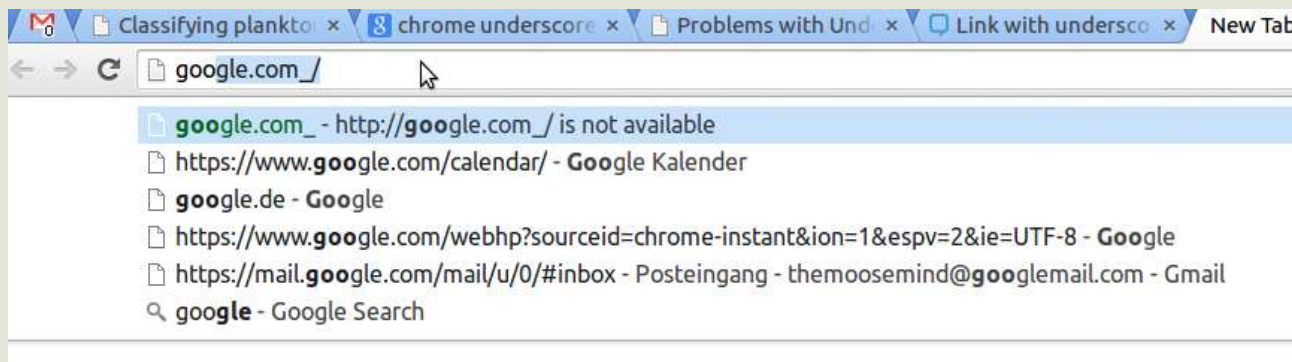 0 Classifying plankto 8 chrome underscore Problems with Und Link with undersco New Tab
google.com_/
google.com_ - http://google.com_/ is not available
https://www.google.com/calendar/ - Google Kalender
google.de - Google
https://www.google.com/webhp?sourceid=chrome-instant&ion=1&espv=2&ie=UTF-8 - Google
https://mail.google.com/mail/u/0/#inbox - Posteingang - themoosemind@googlemail.com - Gmail
google - Google Search